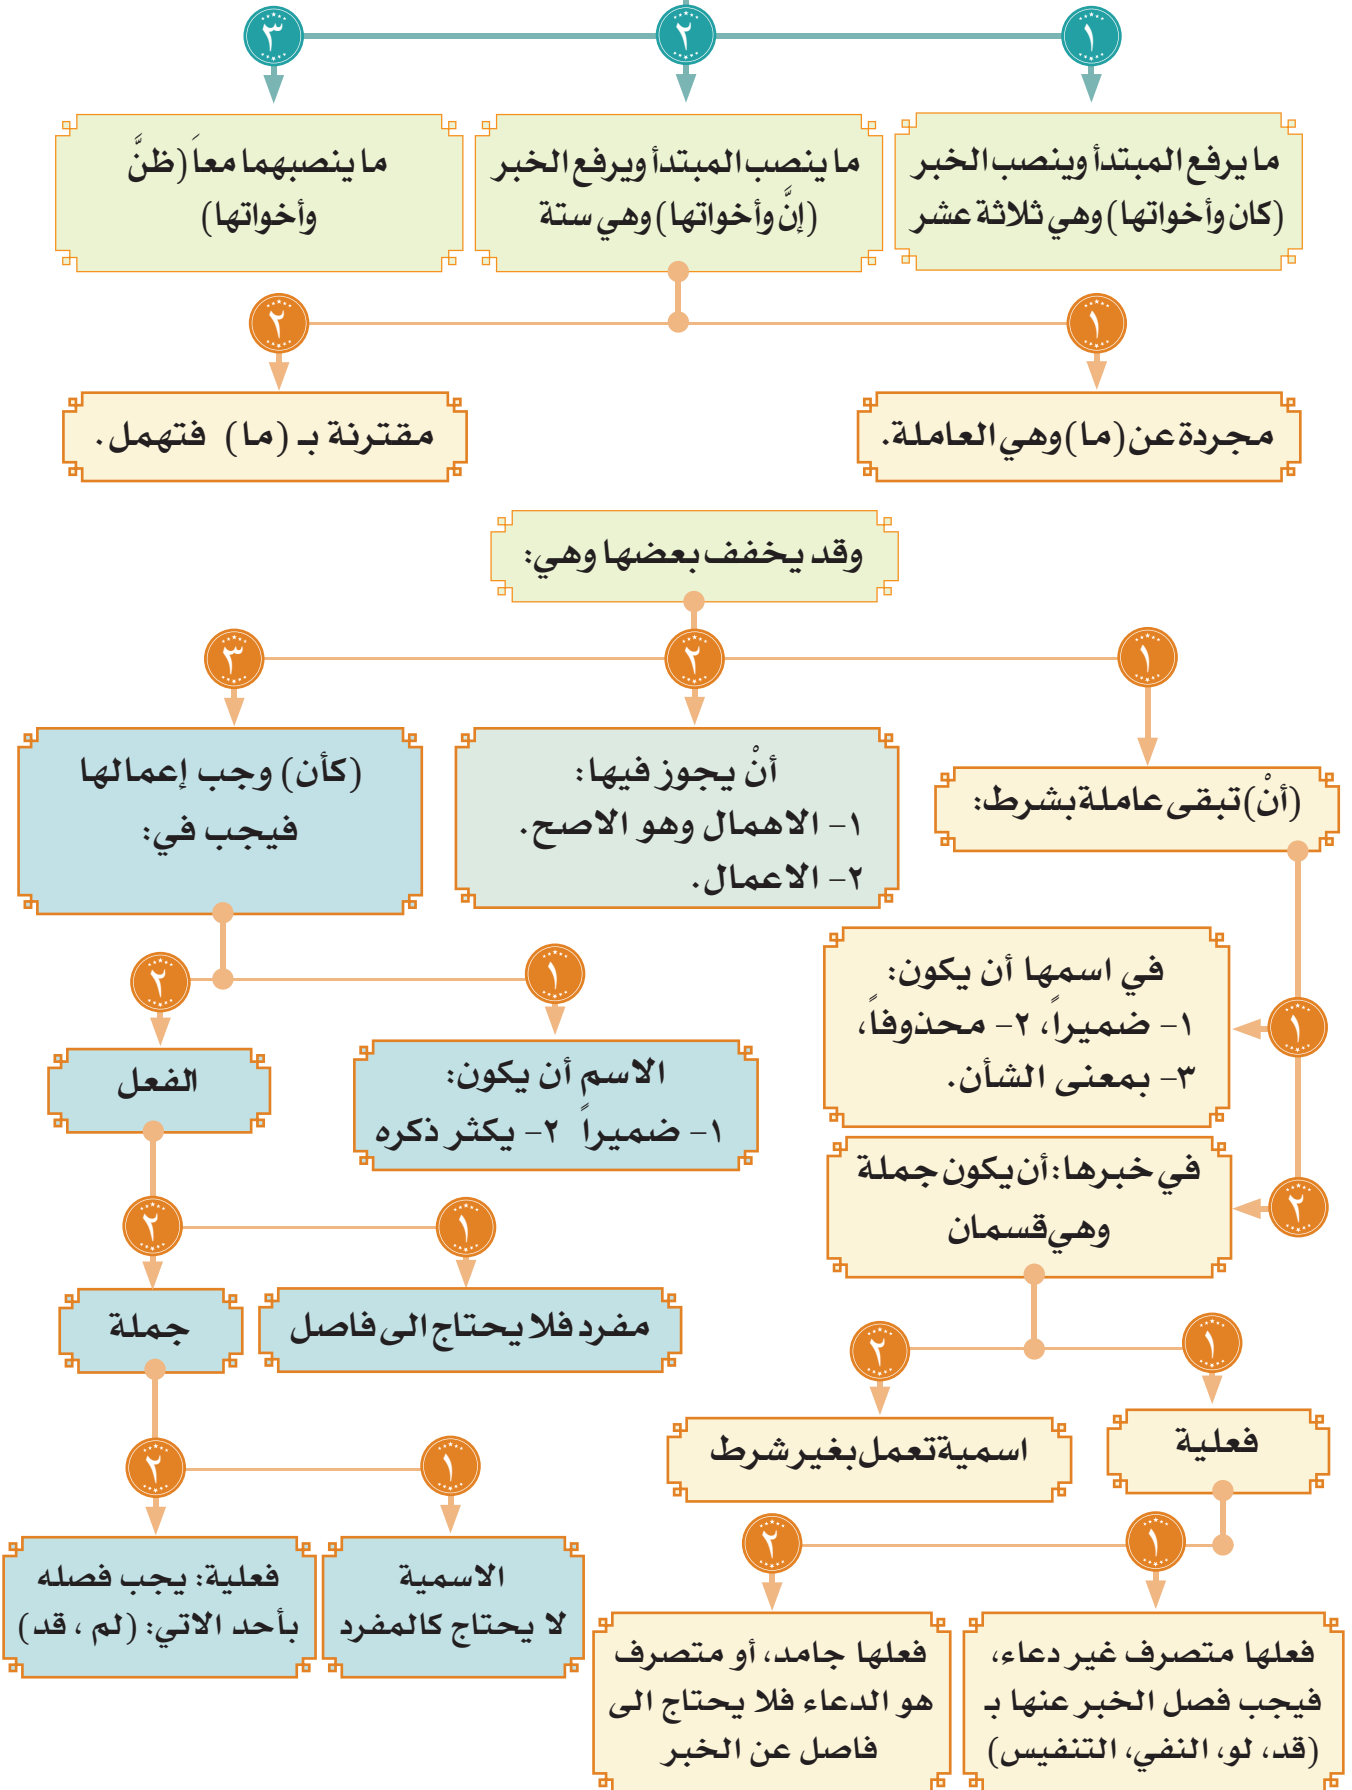 ١
٢
٣
ما يرفع المبتدأ وينصب الخبر
(كان وأخواتها) وهي ثلاثة عشر
ما ينصب المبتدأ ويرفع الخبر
(إنَّ وأخواتها) وهي ستة
ما ينصبهما معاَ (ظنَّ
وأخواتها)
١
٢
مجردة عن (ما) وهي العاملة.
مقترنة بـ (ما) فتهمل.
وقد يخفف بعضها وهي:
١
٢
٣
(أنْ) تبقى عاملة بشرط:
أنْ يجوز فيها:
١- الاهمال وهو الاصح.
٢- الاعمال.
(كأن) وجب إعمالها
فيجب في:
١
في اسمها أن يكون:
١- ضميراً، ٢- محذوفاً،
٣- بمعنى الشأن.
٢
في خبرها: أن يكون جملة
وهي قسمان
١
٢
فعلية
اسمية تعمل بغير شرط
١
٢
فعلها متصرف غير دعاء،
فيجب فصل الخبر عنها بـ
(قد، لو، النفي، التنفيس)
فعلها جامد، أو متصرف
هو الدعاء فلا يحتاج الى
فاصل عن الخبر
١
٢
الاسم أن يكون:
١- ضميراً ٢- يكثر ذكره
الفعل
١
٢
مفرد فلا يحتاج الى فاصل
جملة
١
٢
الاسمية
لا يحتاج كالمفرد
فعلية: يجب فصله
بأحد الاتي: (لم ، قد)